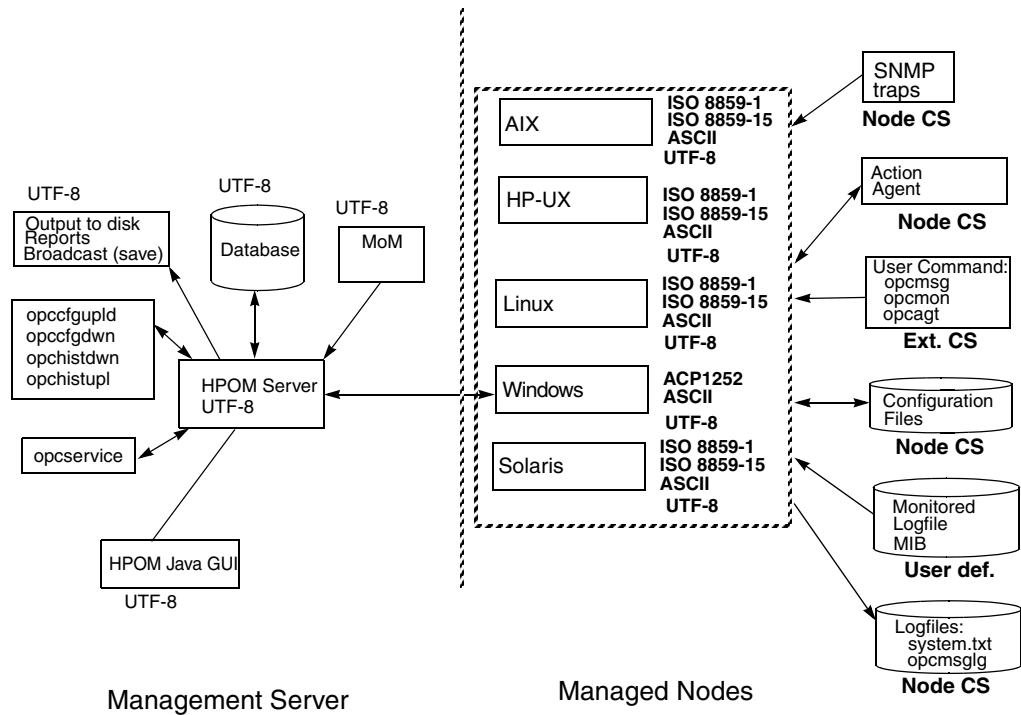 UTF-8
Output to disk
Reports
Broadcast (save)
UTF-8
Database
UTF-8
MoM
opccfgupld
opccfgdwn
opchistdwn
opchistupl
HPOM Server
UTF-8
opcservice
HPOM Java GUI
UTF-8
Management Server
AIX
ISO 8859-1
ISO 8859-15
ASCII
UTF-8
HP-UX
ISO 8859-1
ISO 8859-15
ASCII
UTF-8
Linux
ISO 8859-1
ISO 8859-15
ASCII
UTF-8
Windows
ACP1252
ASCII
UTF-8
Solaris
ISO 8859-1
ISO 8859-15
ASCII
UTF-8
Managed Nodes
SNMP
traps
Node CS
Action
Agent
Node CS
User Command:
opcmsg
opcmon
opcagt
Ext. CS
Configuration
Files
Node CS
Monitored
Logfile
MIB
User def.
Logfiles:
system.txt
opcmsglg
Node CS